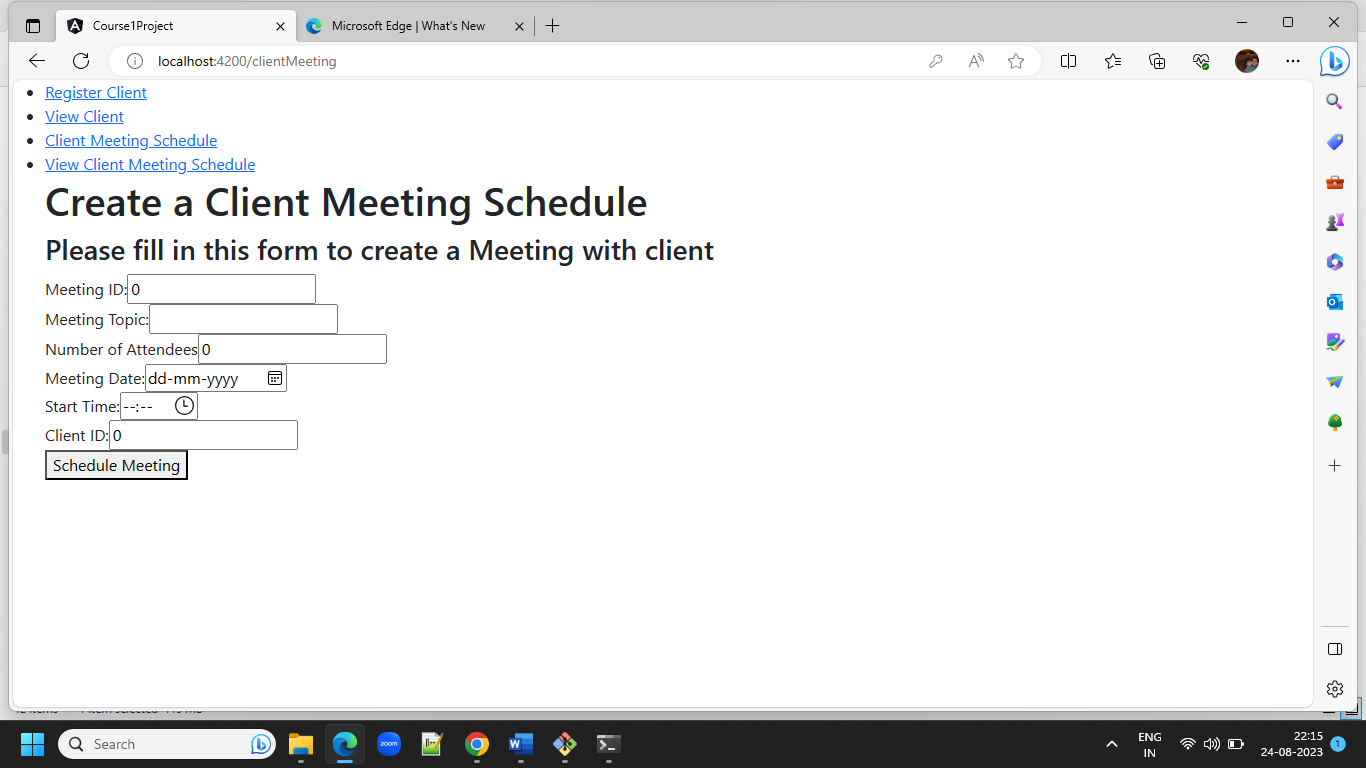 Course1Project
Microsoft Edge | What's New
localhost:4200/clientMeeting
Register Client
View Client
Client Meeting Schedule
View Client Meeting Schedule
Create a Client Meeting Schedule
Please fill in this form to create a Meeting with client
Meeting ID: 0
Meeting Topic:
Number of Attendees 0
Meeting Date: dd-mm-yyyy
Start Time: --:--
Client ID: 0
Schedule Meeting
Search
zoom
ENG
IN
22:15
24-08-2023
1